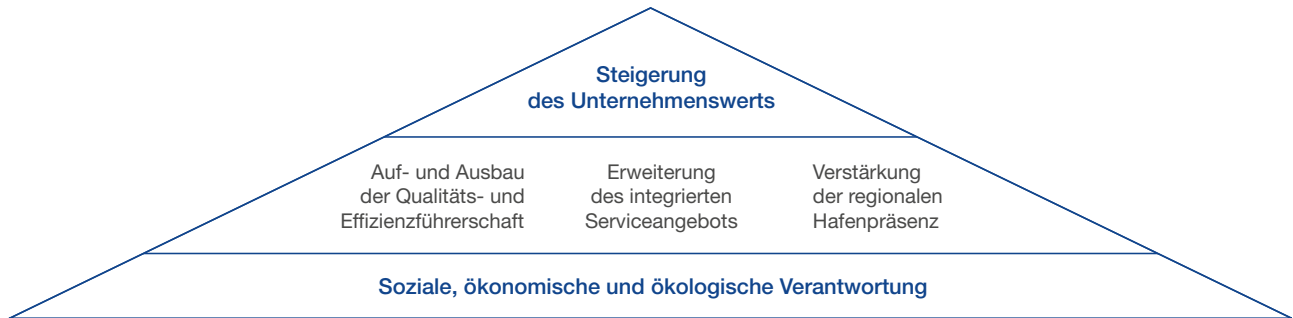 Steigerung
des Unternehmenswerts
Auf- und Ausbau
der Qualitäts- und
Effizienzführerschaft
Erweiterung
des integrierten
Serviceangebots
Verstärkung
der regionalen
Hafenpräsenz
Soziale, ökonomische und ökologische Verantwortung